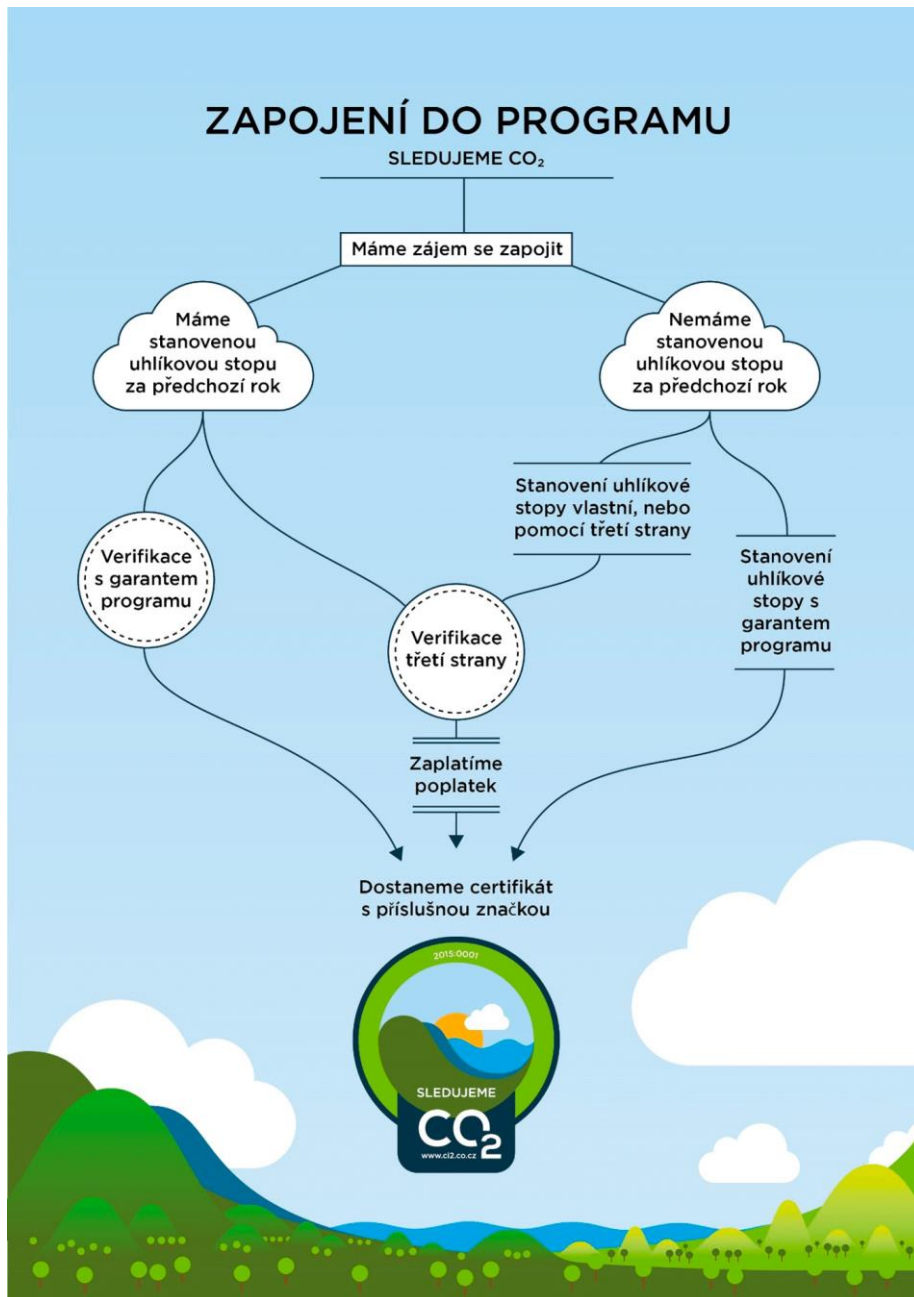 ZAPOJENÍ DO PROGRAMU
SLEDUJEME CO₂
Máme zájem se zapojit
Máme
stanovenou
uhlíkovou stopu
za předchozí rok
Nemáme
stanovenou
uhlíkovou stopu
za předchozí rok
Stanovení uhlíkové
stopy vlastní, nebo
pomocí třetí strany
Verifikace
s garantem
programu
Stanovení
uhlíkové
stopy s
garantem
programu
Verifikace
třetí strany
Zaplatíme
poplatek
Dostaneme certifikát
s příslušnou značkou
2015:0001
SLEDUJEME
CO2
www.ci2.co.cz